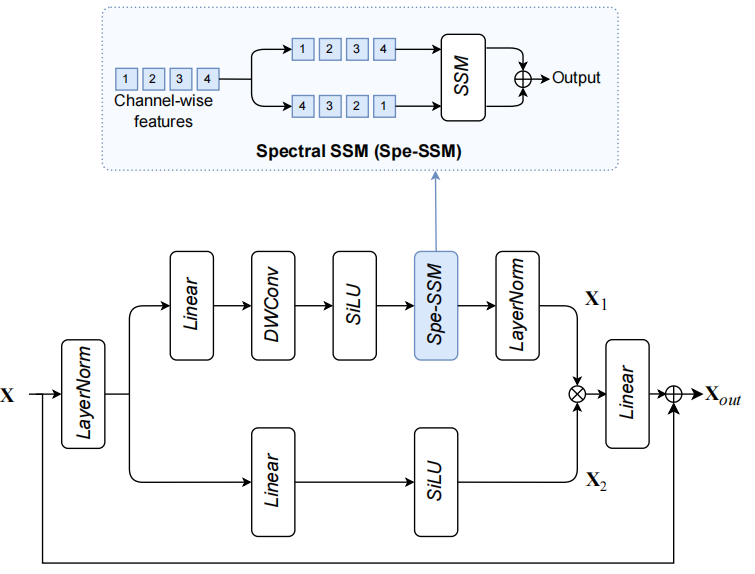 1 2 3 4
Channel-wise
features
1 2 3 4
4 3 2 1
SSM
Output
Spectral SSM (Spe-SSM)
X
LayerNorm
Linear
DWConv
SiLU
Spe-SSM
LayerNorm
X1
Linear
SiLU
X2
Linear
Xout